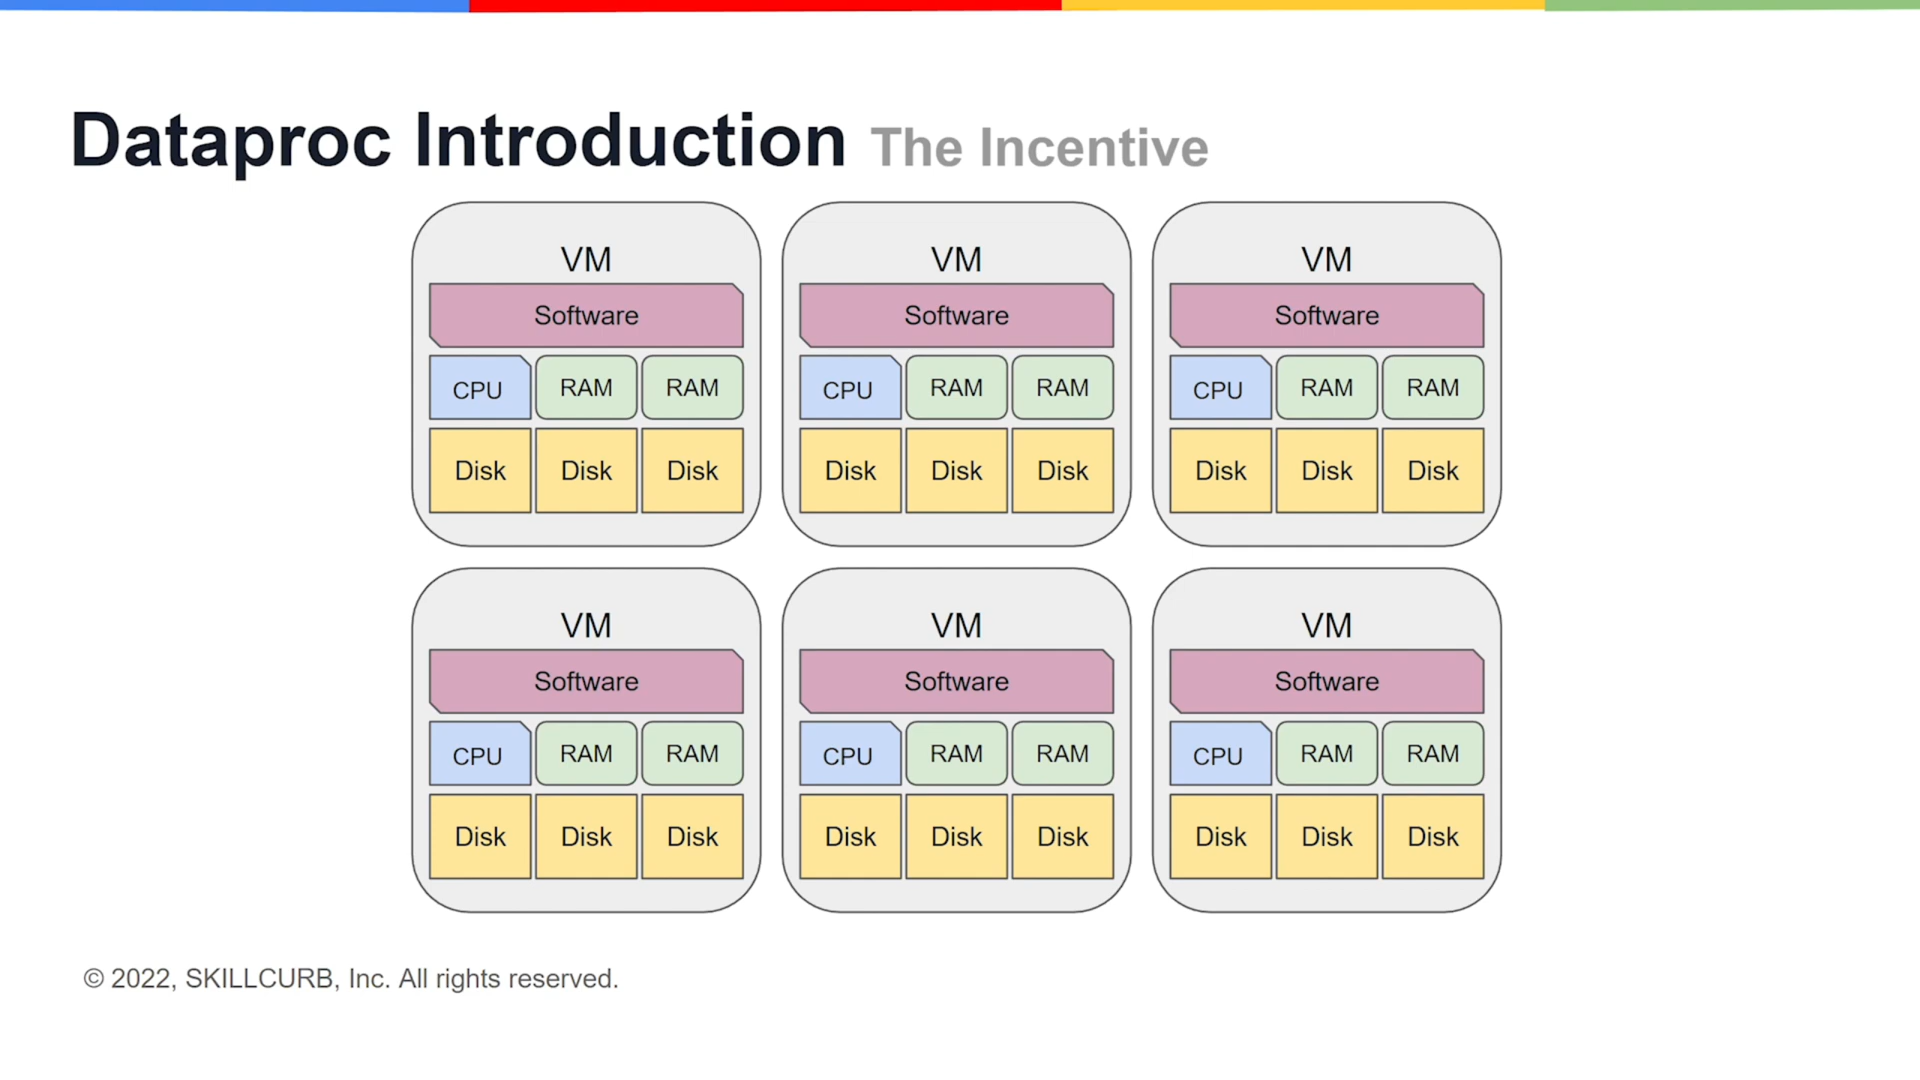 Dataproc Introduction The Incentive
VM VM VM
Software Software Software
CPU RAM RAM CPU RAM RAM CPU RAM RAM
Disk Disk Disk Disk Disk Disk Disk Disk Disk
VM VM VM
Software Software Software
CPU RAM RAM CPU RAM RAM CPU RAM RAM
Disk Disk Disk Disk Disk Disk Disk Disk Disk
© 2022, SKILLCURB, Inc. All rights reserved.